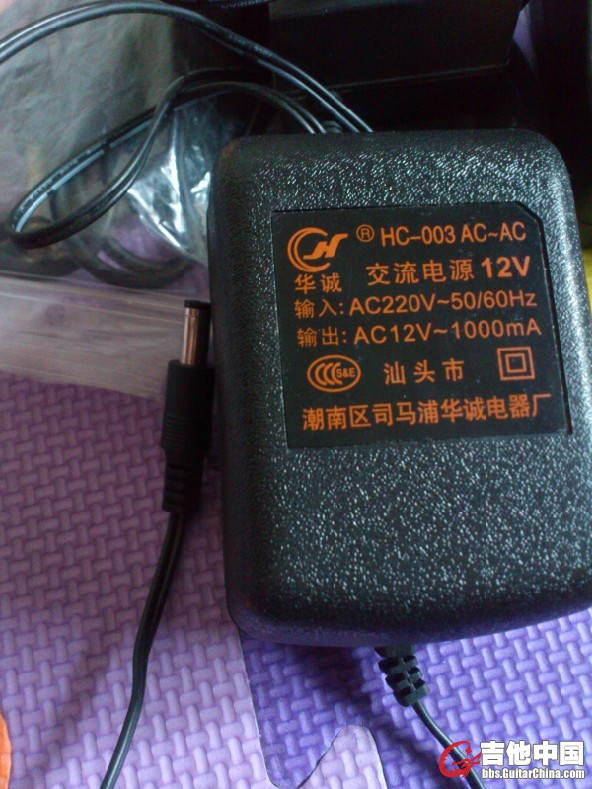 ® HC-003 AC~AC
华诚 交流电源 12V
输入:AC220V~50/60Hz
输出:AC12V~1000mA
S&E 汕头市
潮南区司马浦华诚电器厂
吉他中国
bbs.GuitarChina.com